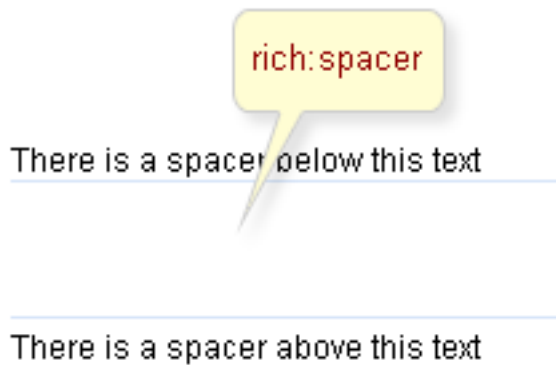 rich:spacer
There is a spacer below this text
There is a spacer above this text